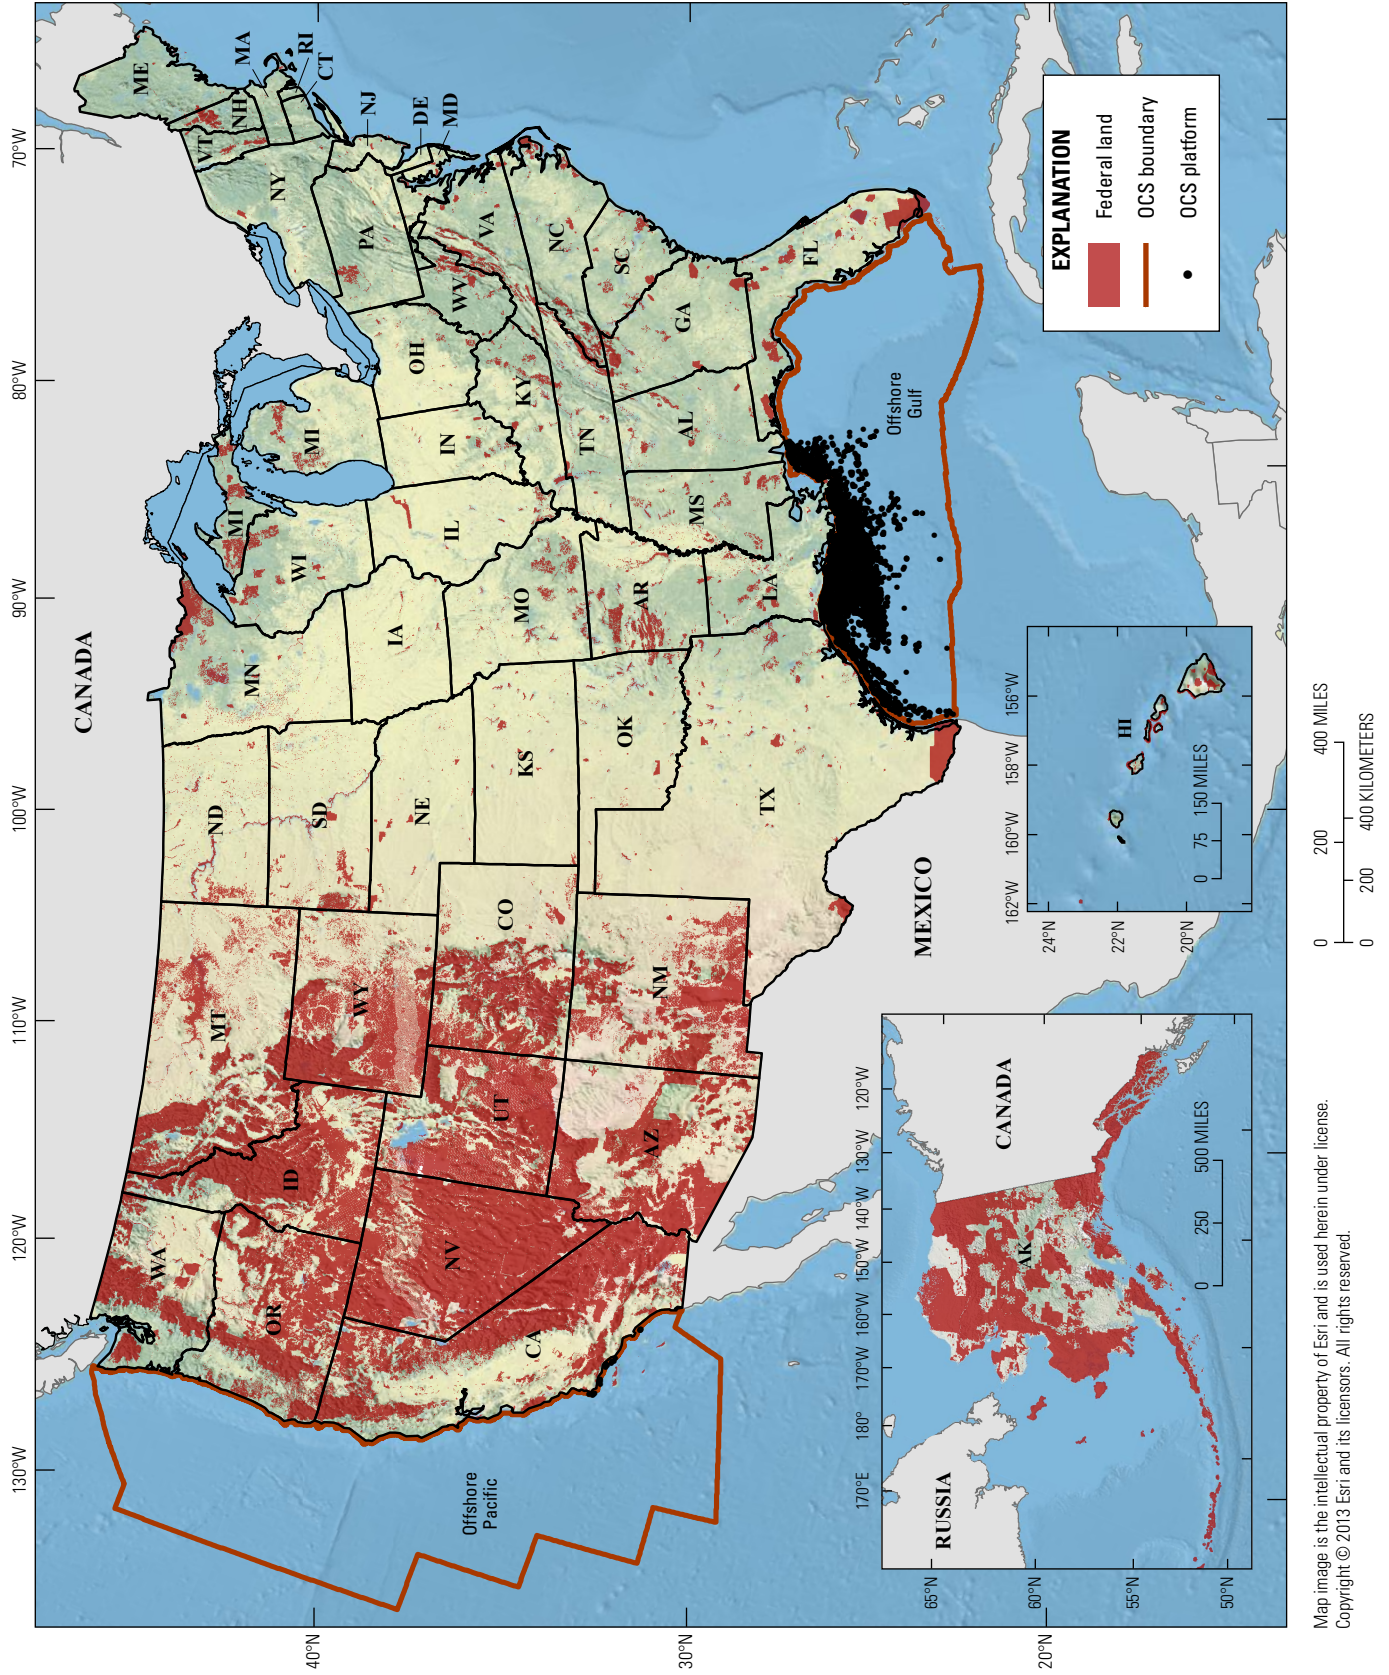 130°W
120°W
110°W
100°W
90°W
80°W
70°W
40°N
30°N
20°N
CANADA
WA
OR
CA
ID
NV
MT
WY
UT
AZ
CO
NM
ND
SD
NE
KS
OK
TX
MN
IA
MO
AR
LA
WI
IL
MI
MI
IN
OH
KY
TN
MS
AL
GA
FL
SC
NC
VA
WV
PA
NY
VT
NH
ME
MA
RI
CT
NJ
DE
MD
Offshore
Pacific
Offshore
Gulf
MEXICO
EXPLANATION
Federal land
OCS boundary
OCS platform
170°E
180°
170°W
160°W
150°W
140°W
130°W
120°W
65°N
60°N
55°N
50°N
RUSSIA
AK
CANADA
0
250
500 MILES
162°W
160°W
158°W
156°W
24°N
22°N
20°N
HI
0
75
150 MILES
0
200
400 MILES
0
200
400 KILOMETERS
Map image is the intellectual property of Esri and is used herein under license.
Copyright © 2013 Esri and its licensors. All rights reserved.